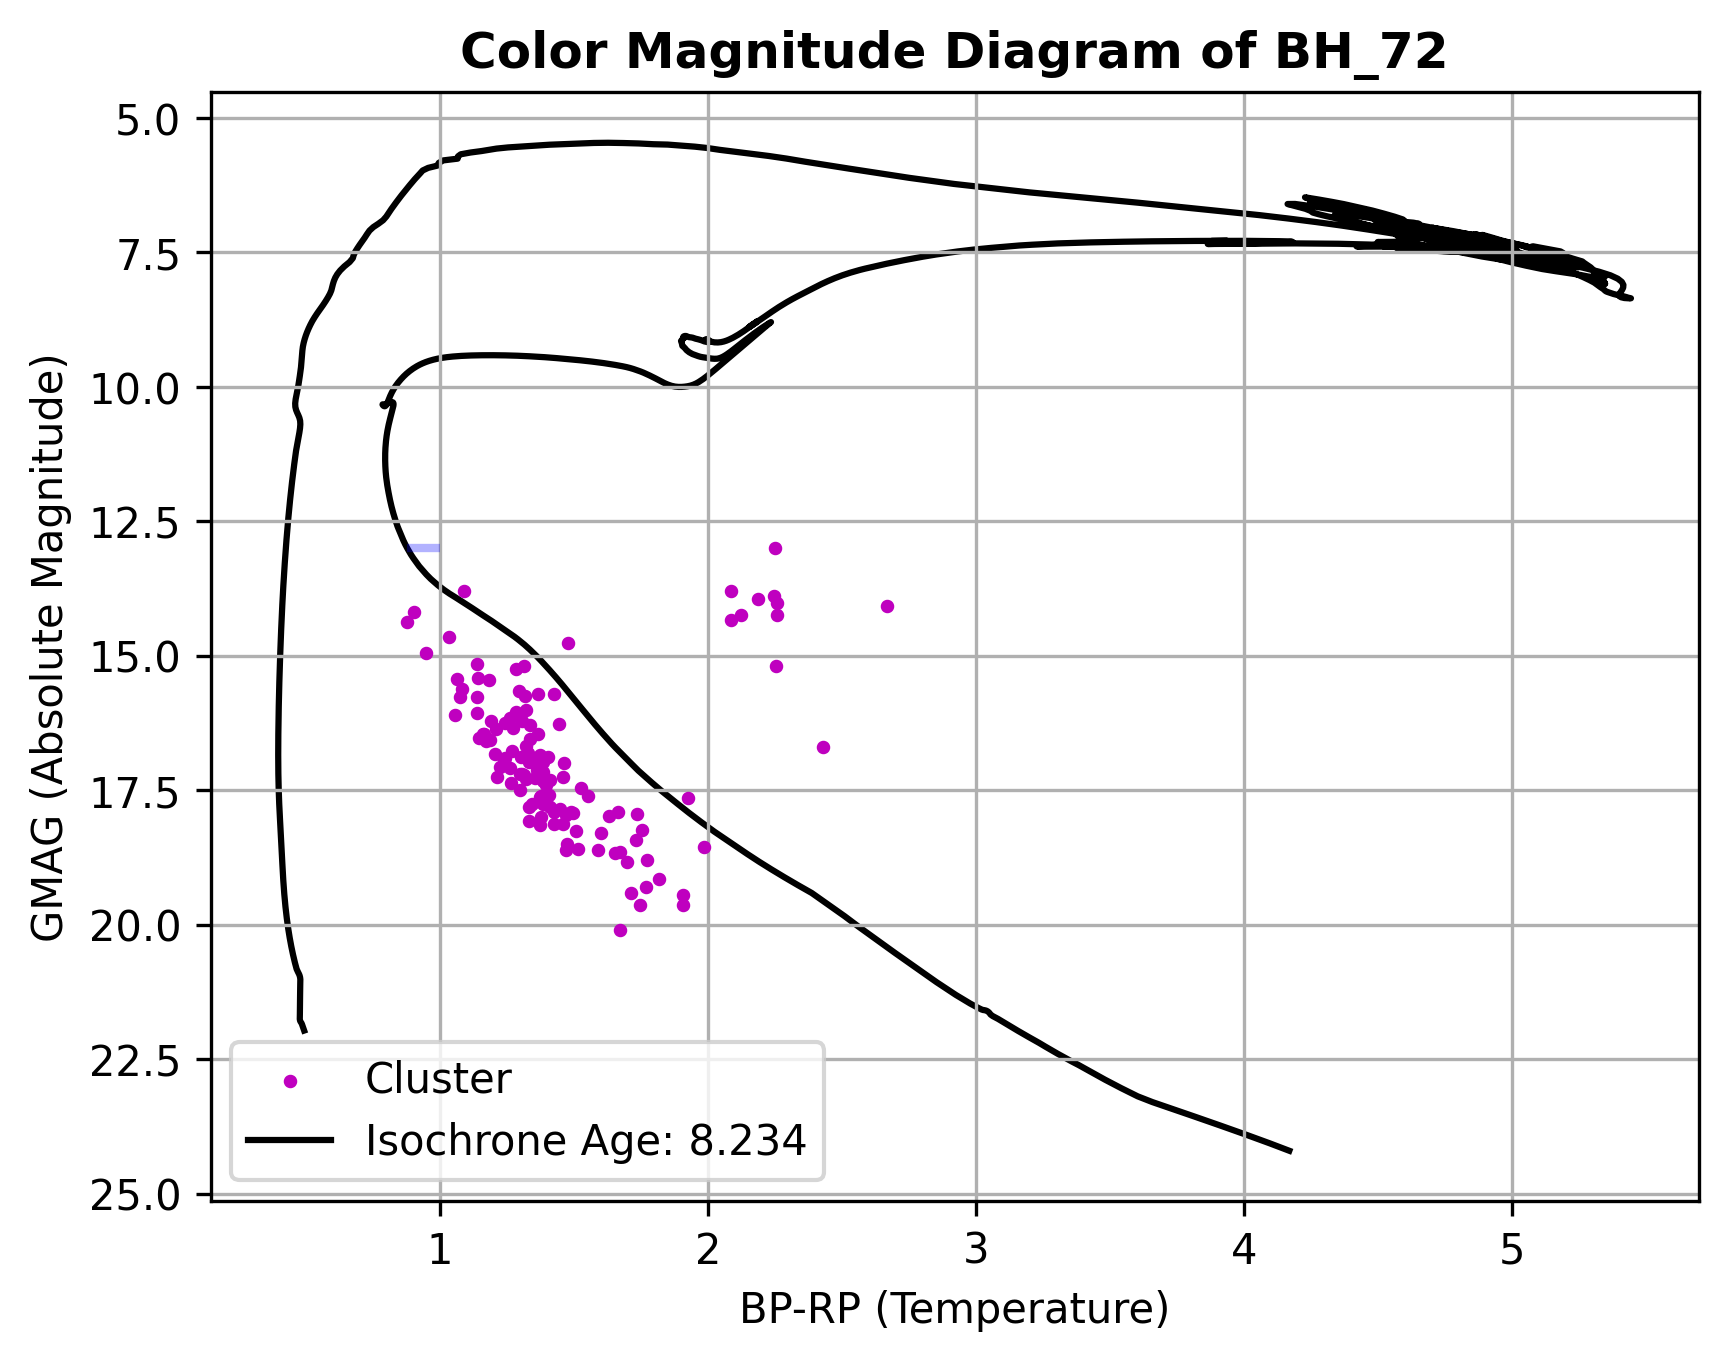 Color Magnitude Diagram of BH_72
GMAG (Absolute Magnitude)
5.0
7.5
10.0
12.5
15.0
17.5
20.0
22.5
25.0
Cluster
Isochrone Age: 8.234
1 2 3 4 5
BP-RP (Temperature)